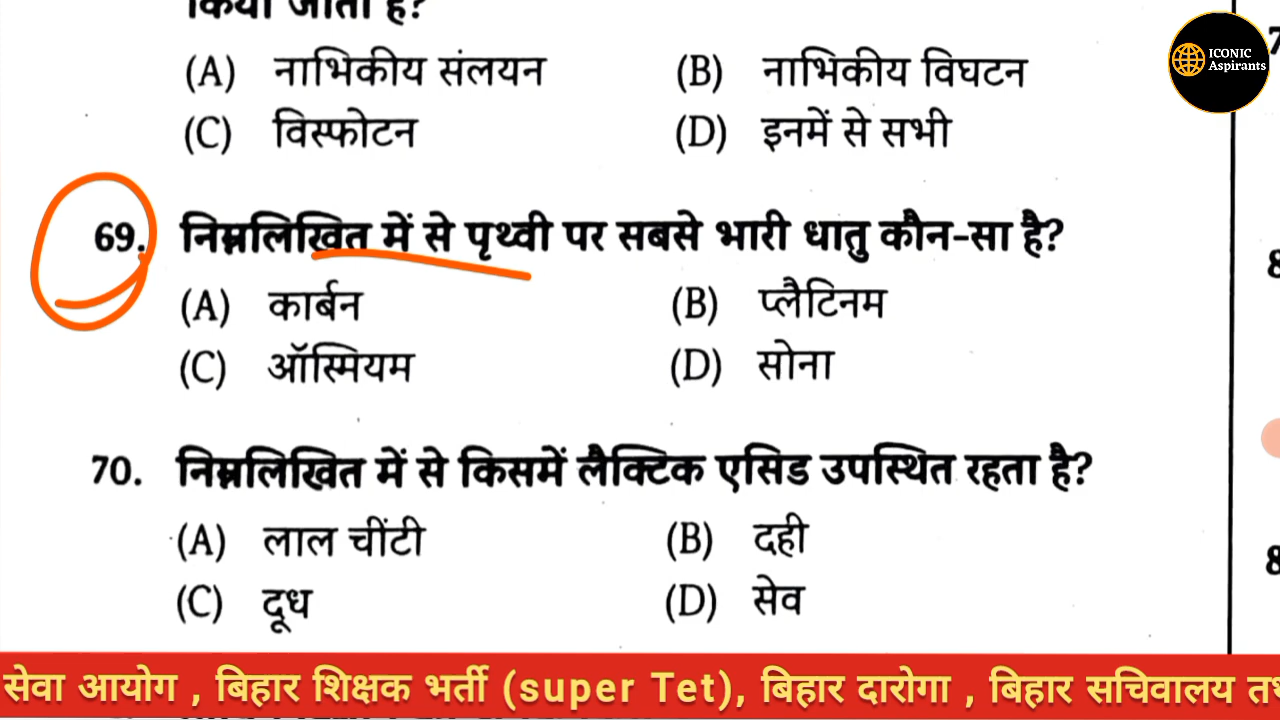 किया जाता है?
(A) नाभिकीय संलयन (B) नाभिकीय विघटन
(C) विस्फोटन (D) इनमें से सभी
69. निम्नलिखित में से पृथ्वी पर सबसे भारी धातु कौन-सा है?
(A) कार्बन (B) प्लैटिनम
(C) ऑस्मियम (D) सोना
70. निम्नलिखित में से किसमें लैक्टिक एसिड उपस्थित रहता है?
(A) लाल चींटी (B) दही
(C) दूध (D) सेव
ICONIC
Aspirants
सेवा आयोग , बिहार शिक्षक भर्ती (super Tet), बिहार दारोगा , बिहार सचिवालय